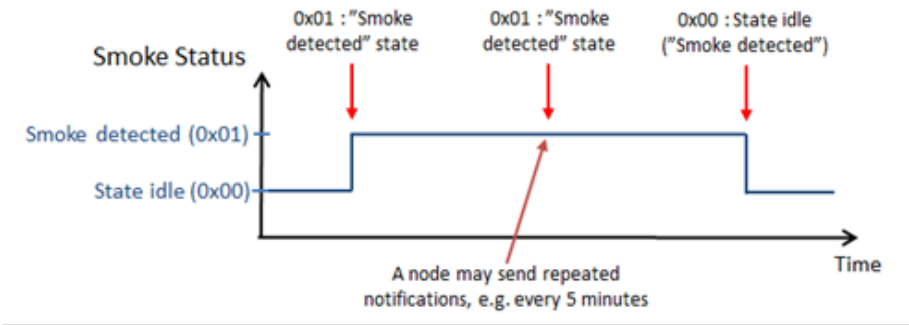 0x01 : "Smoke
detected" state
0x01 : "Smoke
detected" state
0x00 : State idle
("Smoke detected")
Smoke Status
Smoke detected (0x01)
State idle (0x00)
Time
A node may send repeated
notifications, e.g. every 5 minutes